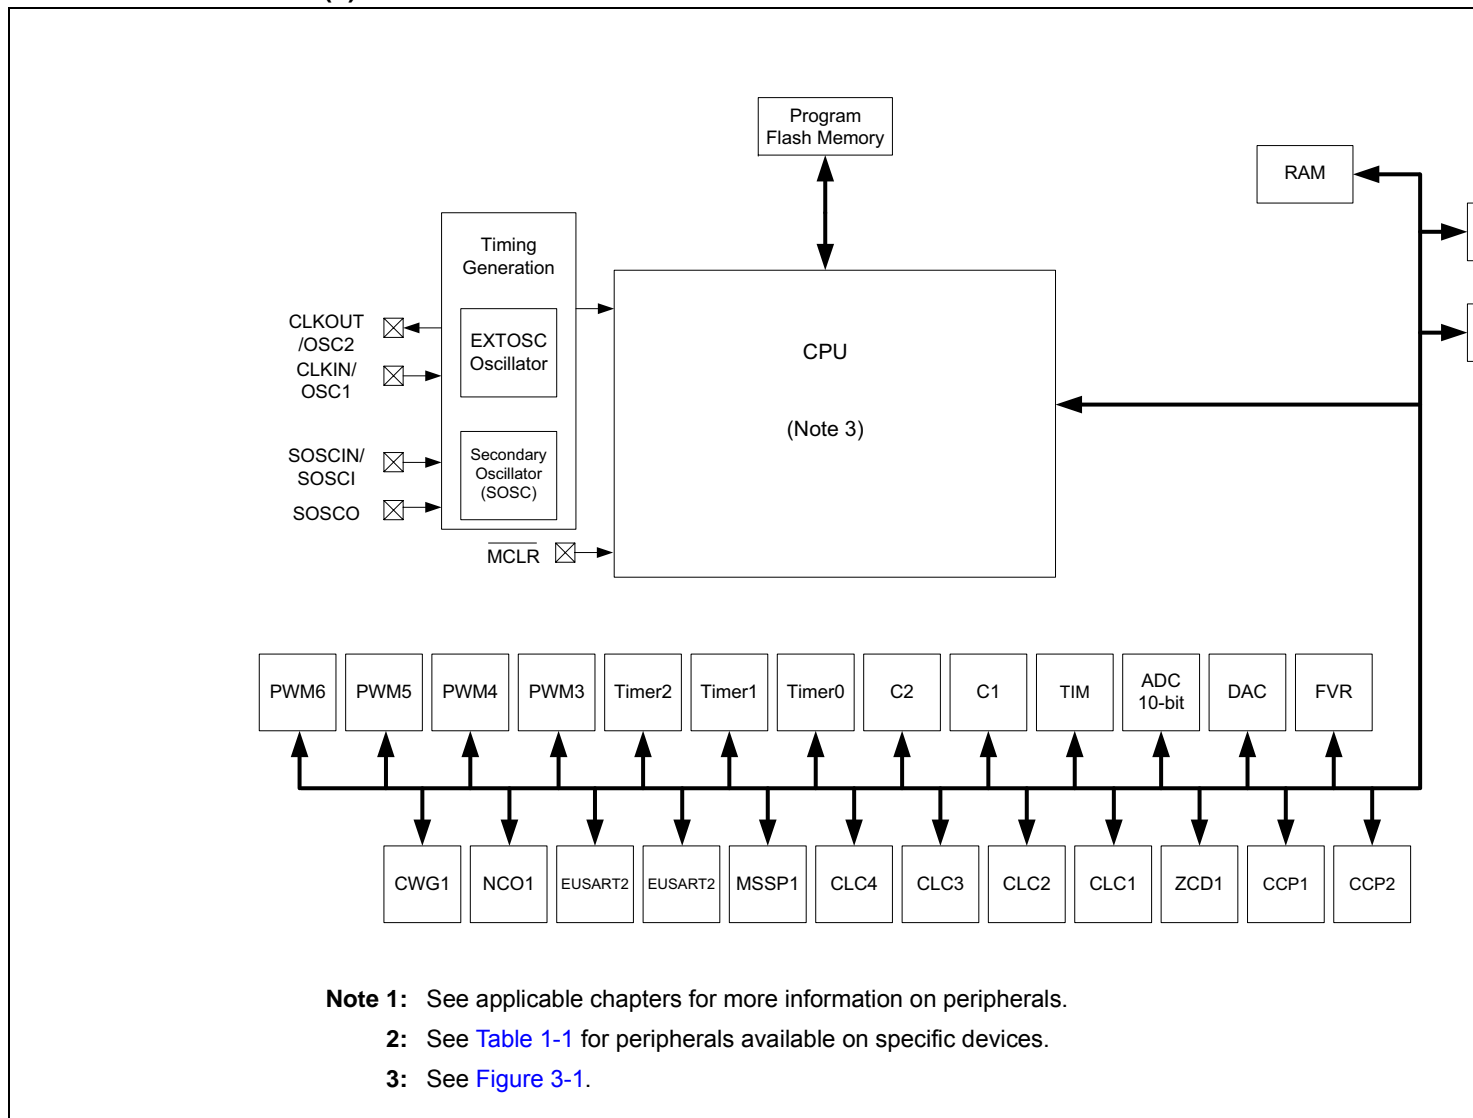 Program
Flash Memory
RAM
Timing
Generation
CLKOUT
/OSC2
EXTOSC
Oscillator
CLKIN/
OSC1
CPU
(Note 3)
SOSCIN/
SOSCI
Secondary
Oscillator
(SOSC)
SOSCO
MCLR
PWM6
PWM5
PWM4
PWM3
Timer2
Timer1
Timer0
C2
C1
TIM
ADC
10-bit
DAC
FVR
CWG1
NCO1
EUSART2
EUSART2
MSSP1
CLC4
CLC3
CLC2
CLC1
ZCD1
CCP1
CCP2
Note 1: See applicable chapters for more information on peripherals.
2: See Table 1-1 for peripherals available on specific devices.
3: See Figure 3-1.